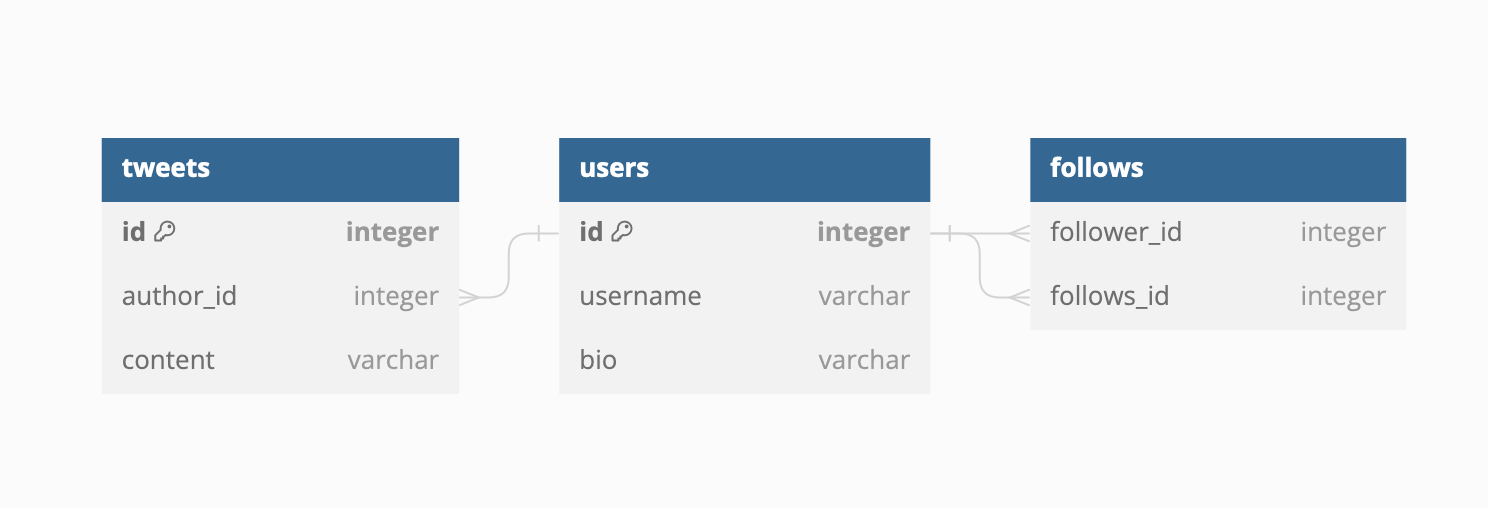 tweets
id integer
author_id integer
content varchar
users
id integer
username varchar
bio varchar
follows
follower_id integer
follows_id integer